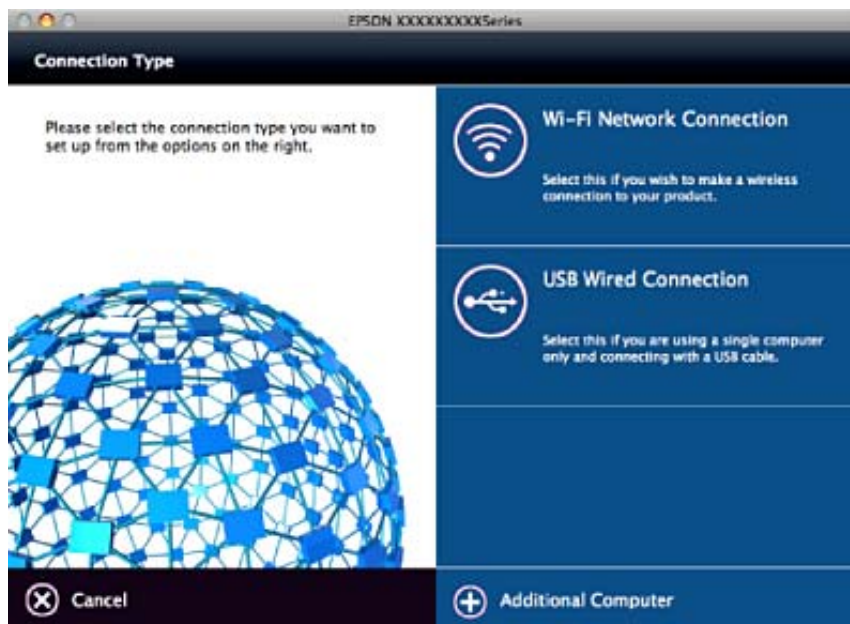 EPSON XXXXXXXXXSeries
Connection Type
Please select the connection type you want to
set up from the options on the right.
Wi-Fi Network Connection
Select this if you wish to make a wireless
connection to your product.
USB Wired Connection
Select this if you are using a single computer
only and connecting with a USB cable.
Cancel
Additional Computer